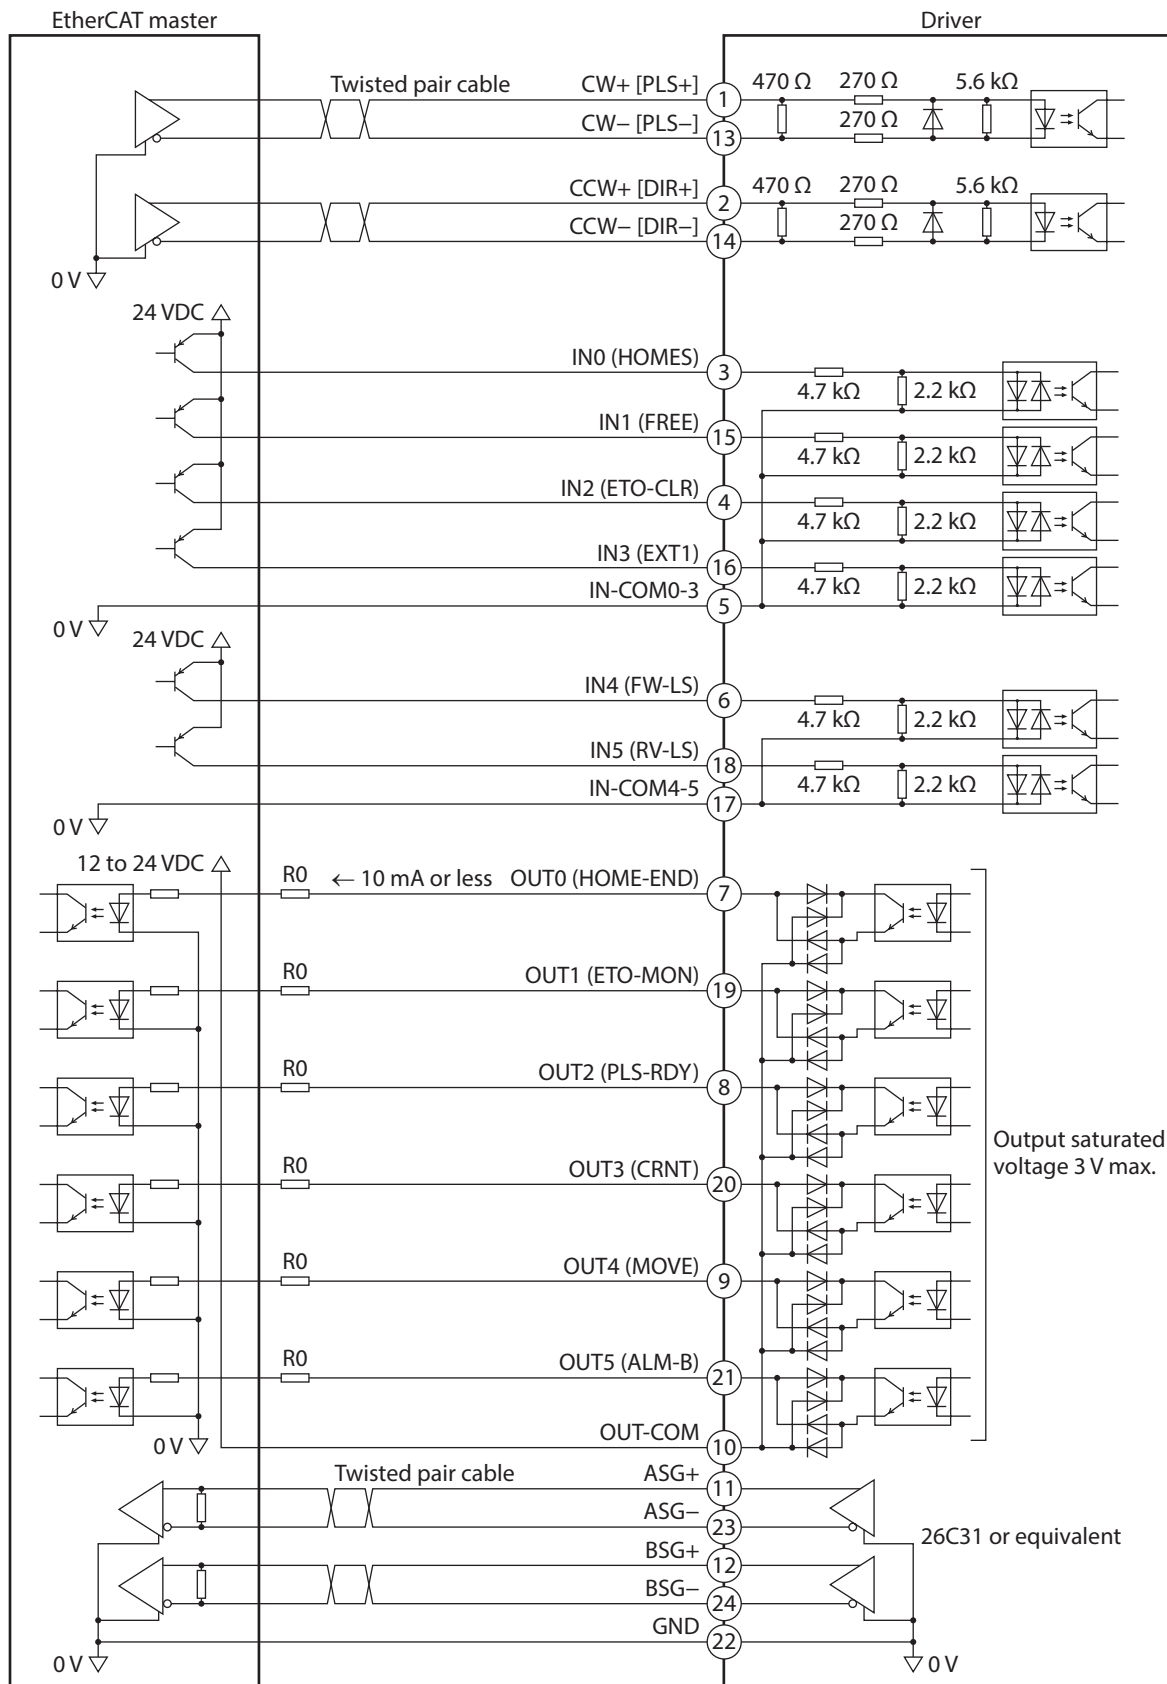 EtherCAT master
Driver
Twisted pair cable
CW+ [PLS+]
1
470 Ω
270 Ω
5.6 kΩ
CW− [PLS−]
13
270 Ω
CCW+ [DIR+]
2
470 Ω
270 Ω
5.6 kΩ
CCW− [DIR−]
14
270 Ω
0 V
24 VDC
IN0 (HOMES)
3
4.7 kΩ
2.2 kΩ
IN1 (FREE)
15
4.7 kΩ
2.2 kΩ
IN2 (ETO-CLR)
4
4.7 kΩ
2.2 kΩ
IN3 (EXT1)
16
4.7 kΩ
2.2 kΩ
IN-COM0-3
5
0 V
24 VDC
IN4 (FW-LS)
6
4.7 kΩ
2.2 kΩ
IN5 (RV-LS)
18
4.7 kΩ
2.2 kΩ
IN-COM4-5
17
0 V
12 to 24 VDC
R0
← 10 mA or less
OUT0 (HOME-END)
7
R0
OUT1 (ETO-MON)
19
R0
OUT2 (PLS-RDY)
8
Output saturated
voltage 3 V max.
R0
OUT3 (CRNT)
20
R0
OUT4 (MOVE)
9
R0
OUT5 (ALM-B)
21
0 V
OUT-COM
10
Twisted pair cable
ASG+
11
ASG−
23
26C31 or equivalent
BSG+
12
BSG−
24
GND
22
0 V
0 V